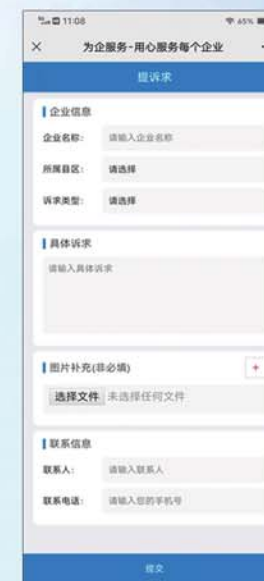 11:08 65%
× 为企服务-用心服务每个企业
提诉求
企业信息
企业名称: 请输入企业名称
所属县区: 请选择
诉求类型: 请选择
具体诉求
请输入具体诉求
图片补充(非必填) +
选择文件 未选择任何文件
联系信息
联系人: 请输入联系人
联系电话: 请输入您的手机号
提交